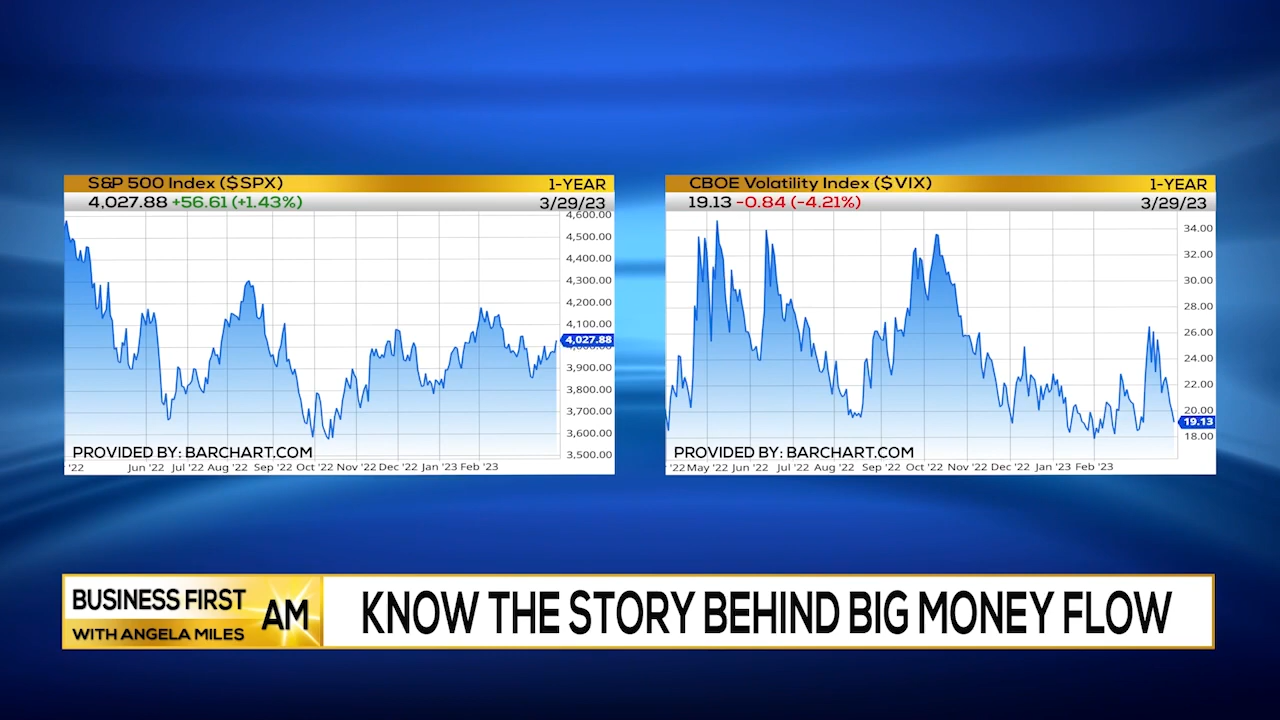 S&P 500 Index ($SPX)
1-YEAR
4,027.88 +56.61 (+1.43%)
3/29/23
4,600.00
4,500.00
4,400.00
4,300.00
4,200.00
4,100.00
4,027.88
3,900.00
3,800.00
3,700.00
3,600.00
3,500.00
PROVIDED BY: BARCHART.COM
'22 Jun '22 Jul '22 Aug '22 Sep '22 Oct '22 Nov '22 Dec '22 Jan '23 Feb '23
CBOE Volatility Index ($VIX)
1-YEAR
19.13 -0.84 (-4.21%)
3/29/23
34.00
32.00
30.00
28.00
26.00
24.00
22.00
20.00
19.13
18.00
PROVIDED BY: BARCHART.COM
'22 May '22 Jun '22 Jul '22 Aug '22 Sep '22 Oct '22 Nov '22 Dec '22 Jan '23 Feb '23
BUSINESS FIRST
AM
WITH ANGELA MILES
KNOW THE STORY BEHIND BIG MONEY FLOW